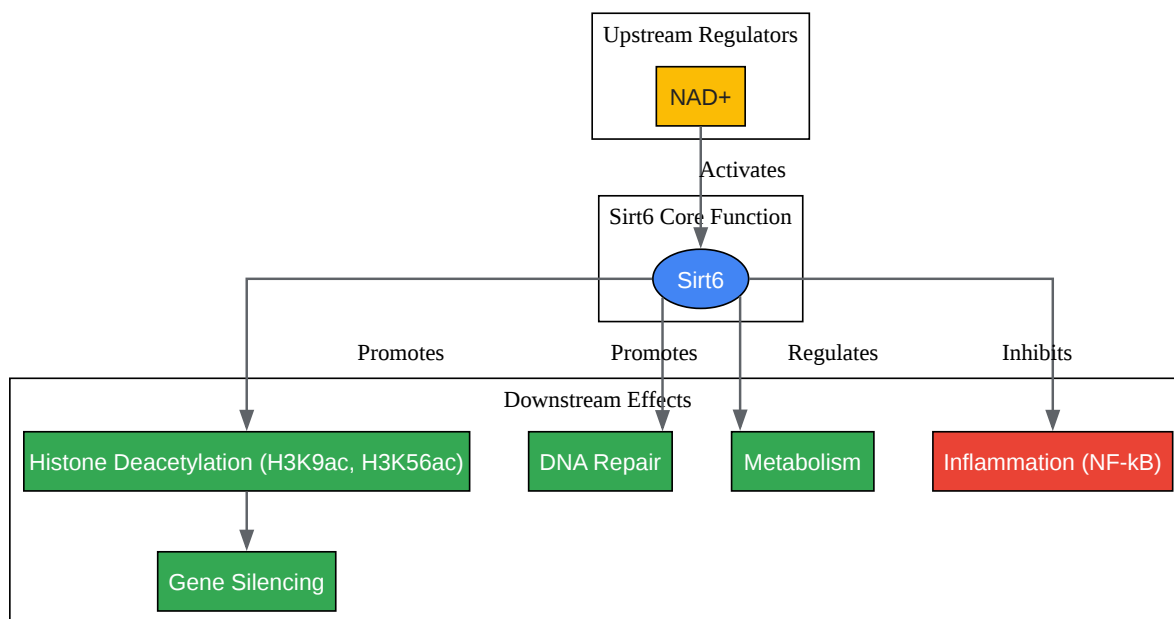 Upstream Regulators
NAD+
Activates
Sirt6 Core Function
Sirt6
Promotes
Promotes
Regulates
Inhibits
Downstream Effects
Histone Deacetylation (H3K9ac, H3K56ac)
DNA Repair
Metabolism
Inflammation (NF-kB)
Gene Silencing